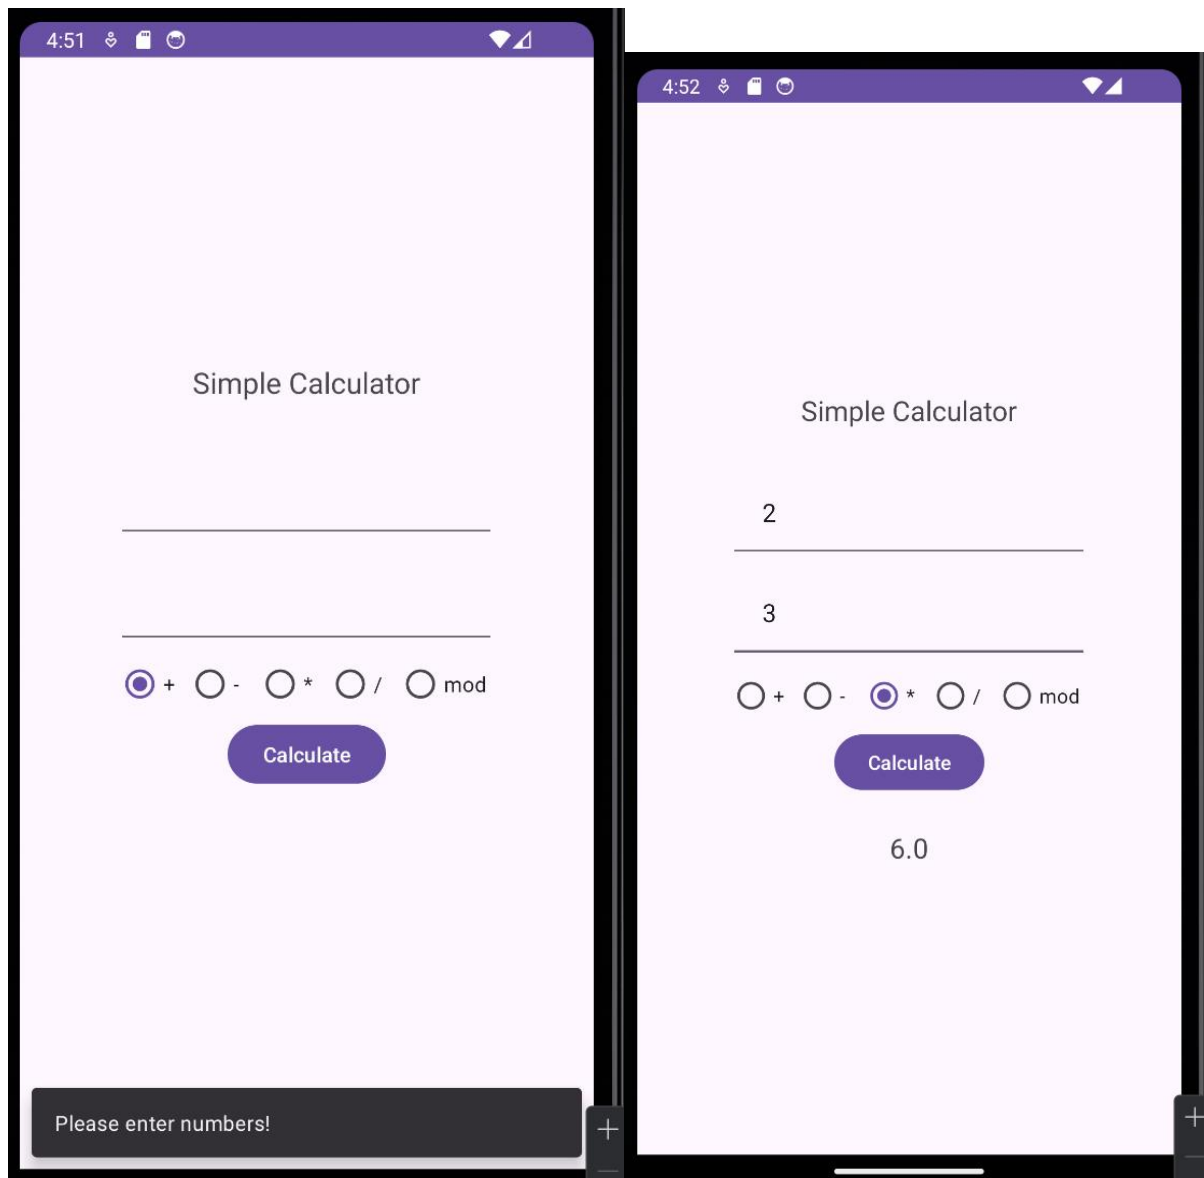 4:51
Simple Calculator
+ - * / mod
Calculate
Please enter numbers!
4:52
Simple Calculator
2
3
+ - * / mod
Calculate
6.0